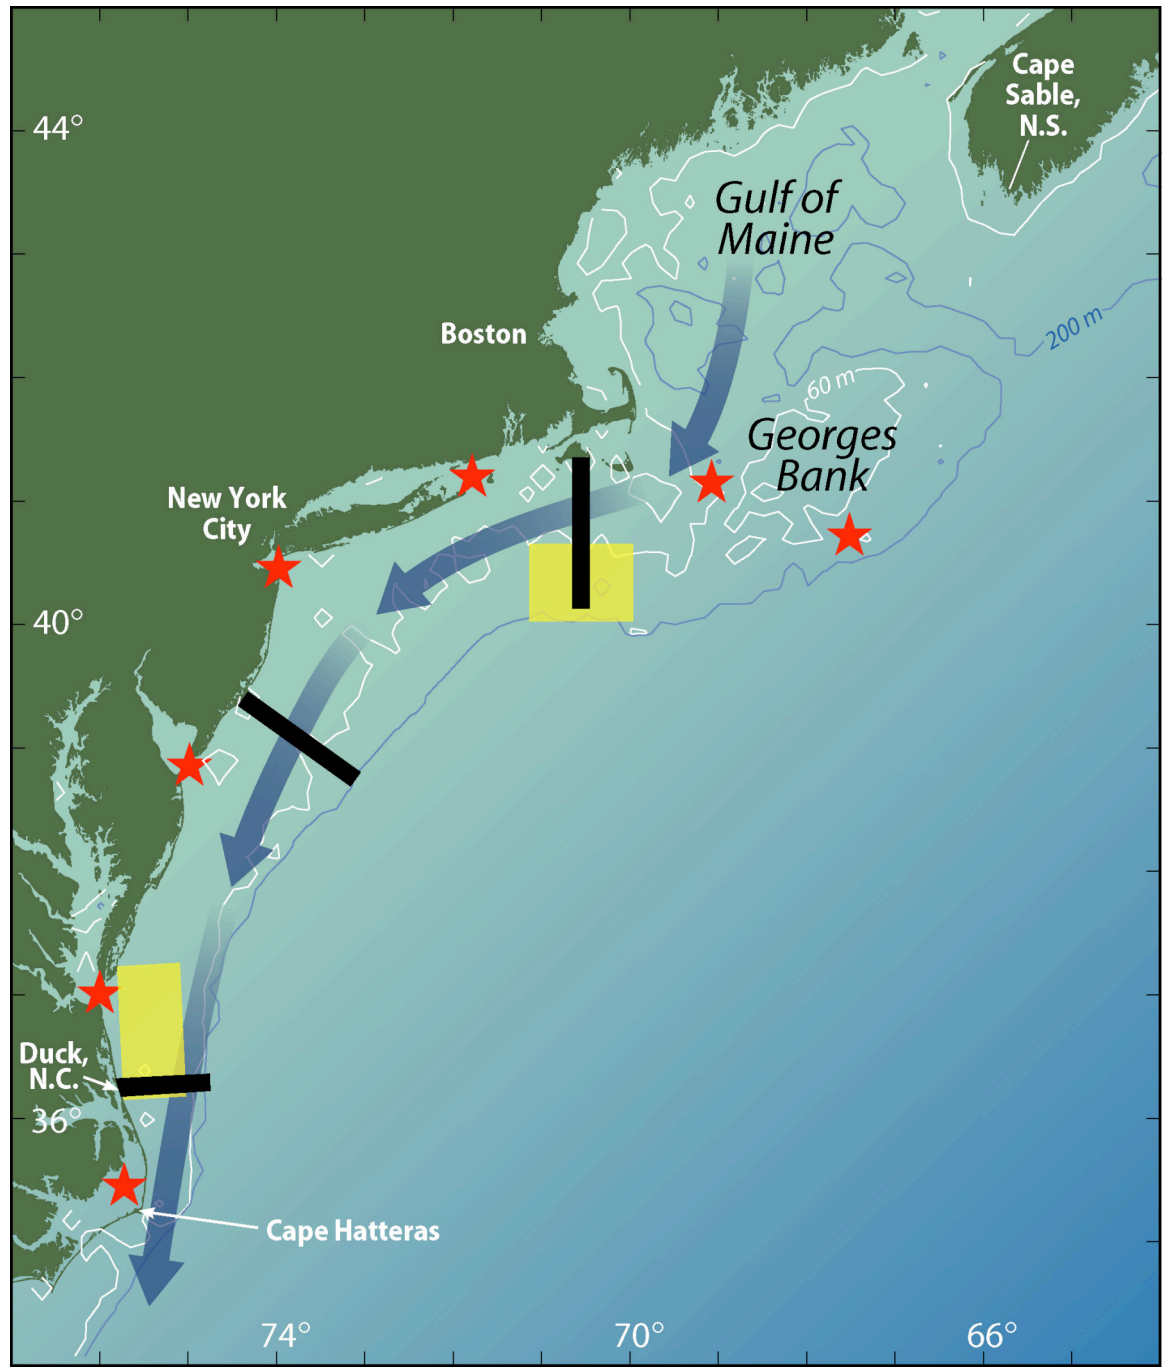 Cape
Sable,
N.S.
44°
Gulf of
Maine
200 m
Boston
60 m
Georges
Bank
New York
City
40°
Duck,
N.C.
36°
Cape Hatteras
74°
70°
66°